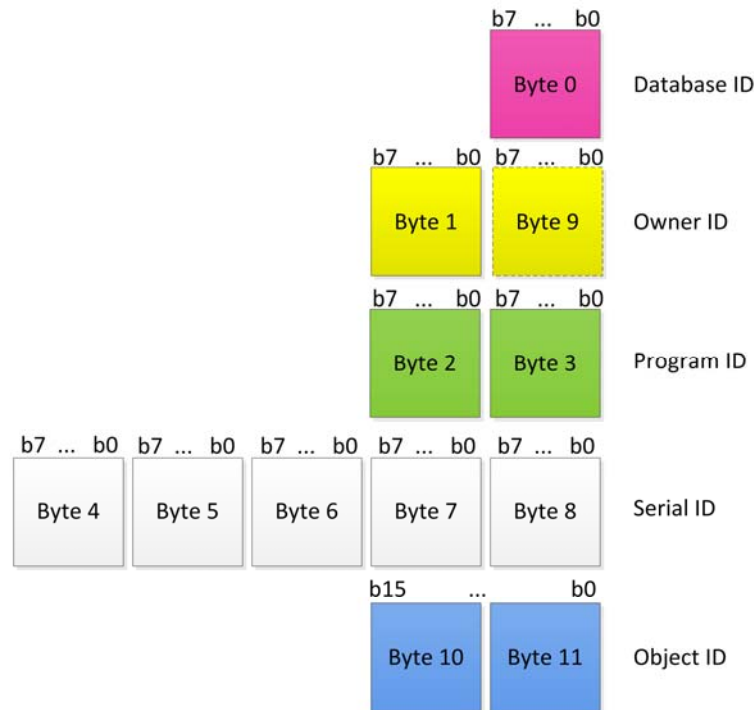 b7 ... b0
Byte 0 Database ID
b7 ... b0 b7 ... b0
Byte 1 Byte 9 Owner ID
b7 ... b0 b7 ... b0
Byte 2 Byte 3 Program ID
b7 ... b0 b7 ... b0 b7 ... b0 b7 ... b0 b7 ... b0
Byte 4 Byte 5 Byte 6 Byte 7 Byte 8 Serial ID
b15 ... b0
Byte 10 Byte 11 Object ID